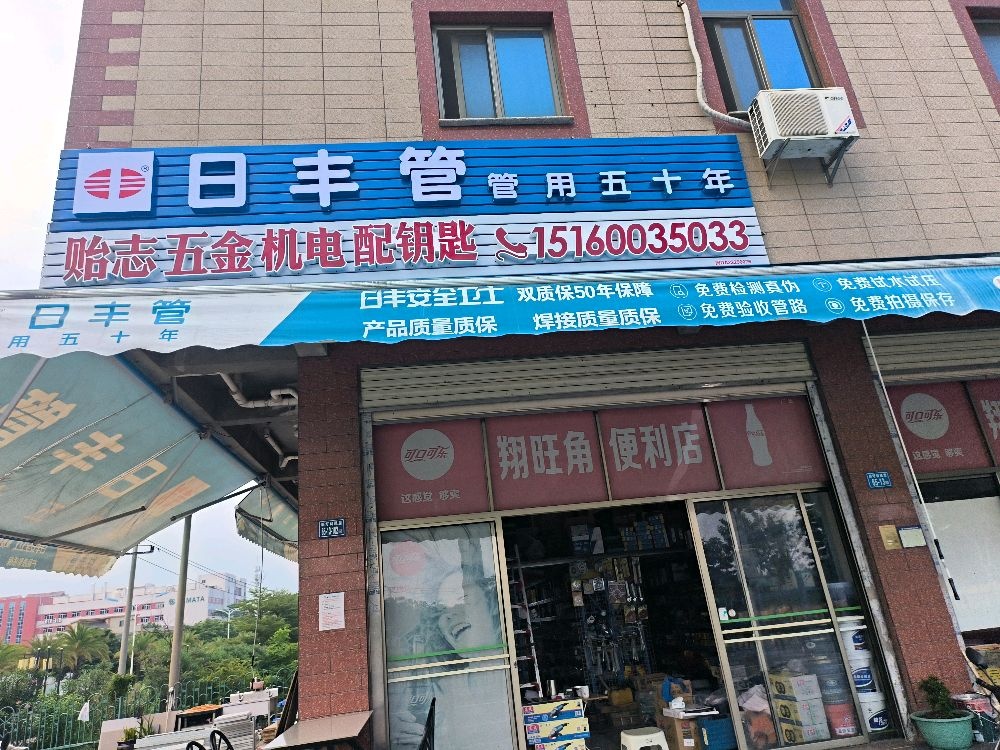 日丰管 管用五十年
贻志五金机电配钥匙 15160035033
日丰管
用五十年
日丰安全卫士 双质保50年保障 免费检测真伪 免费试水试压
产品质量质保 焊接质量质保 免费验收管路 免费拍摄保存
日丰管
可口可乐
这感觉 够爽
翔旺角 便利店
可口可乐
这感觉 够爽
翔
MATA